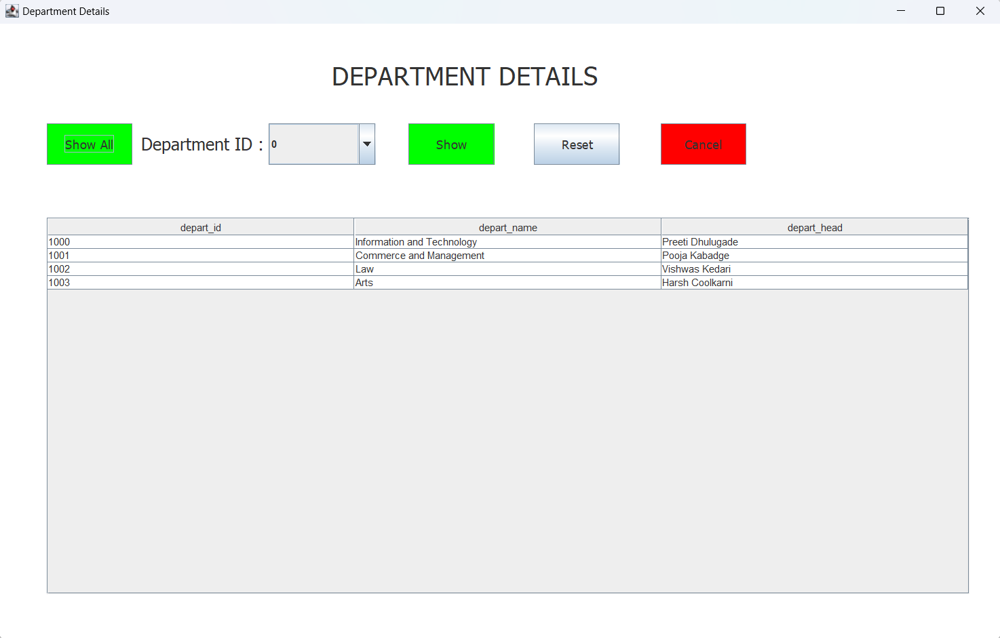 Department Details
DEPARTMENT DETAILS
Show All Department ID : 0 Show Reset Cancel
depart_id depart_name depart_head
1000 Information and Technology Preeti Dhulugade
1001 Commerce and Management Pooja Kabadge
1002 Law Vishwas Kedari
1003 Arts Harsh Coolkarni